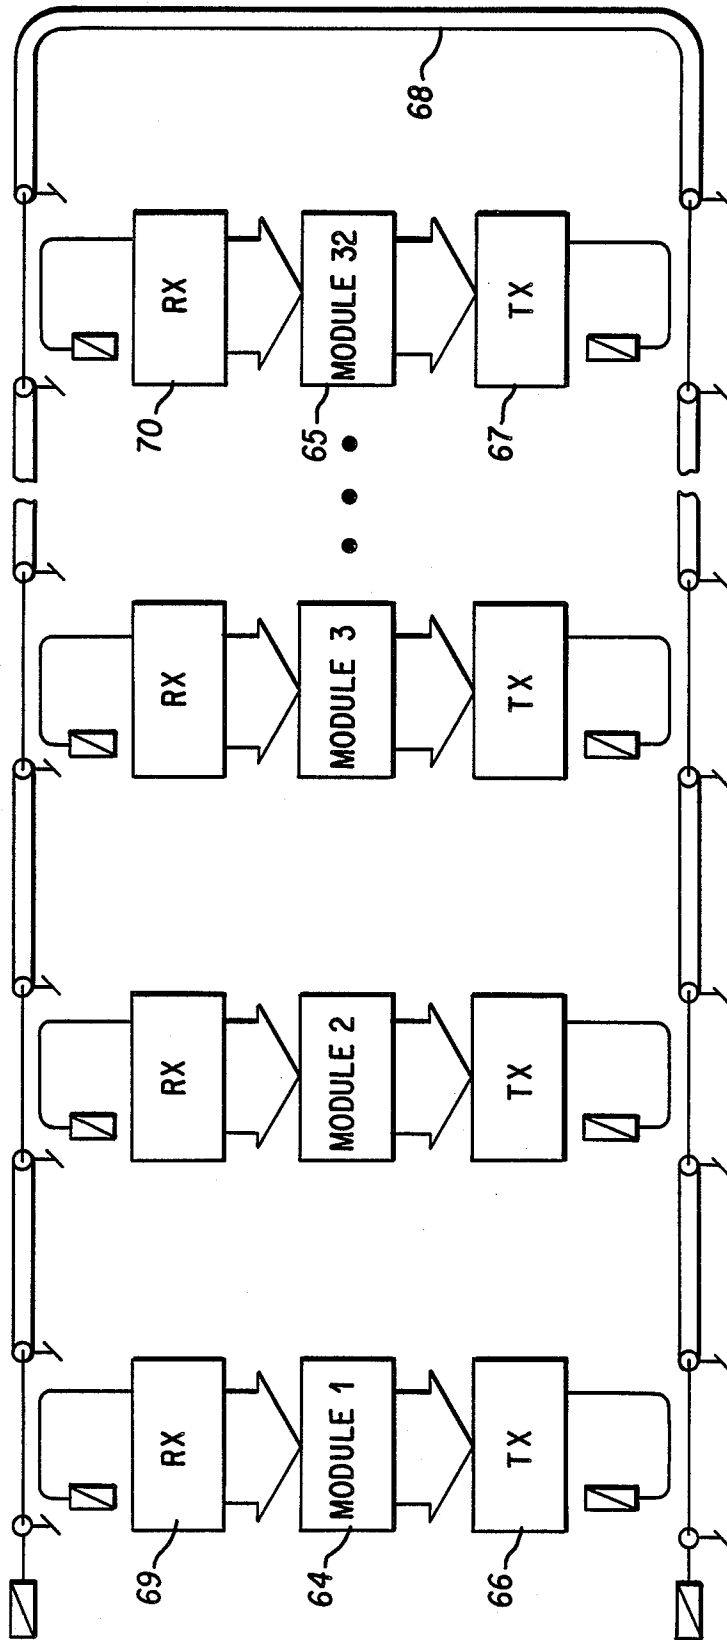 68
RX
MODULE 32
TX
70
65
67
RX
MODULE 3
TX
RX
MODULE 2
TX
RX
MODULE 1
TX
69
64
66